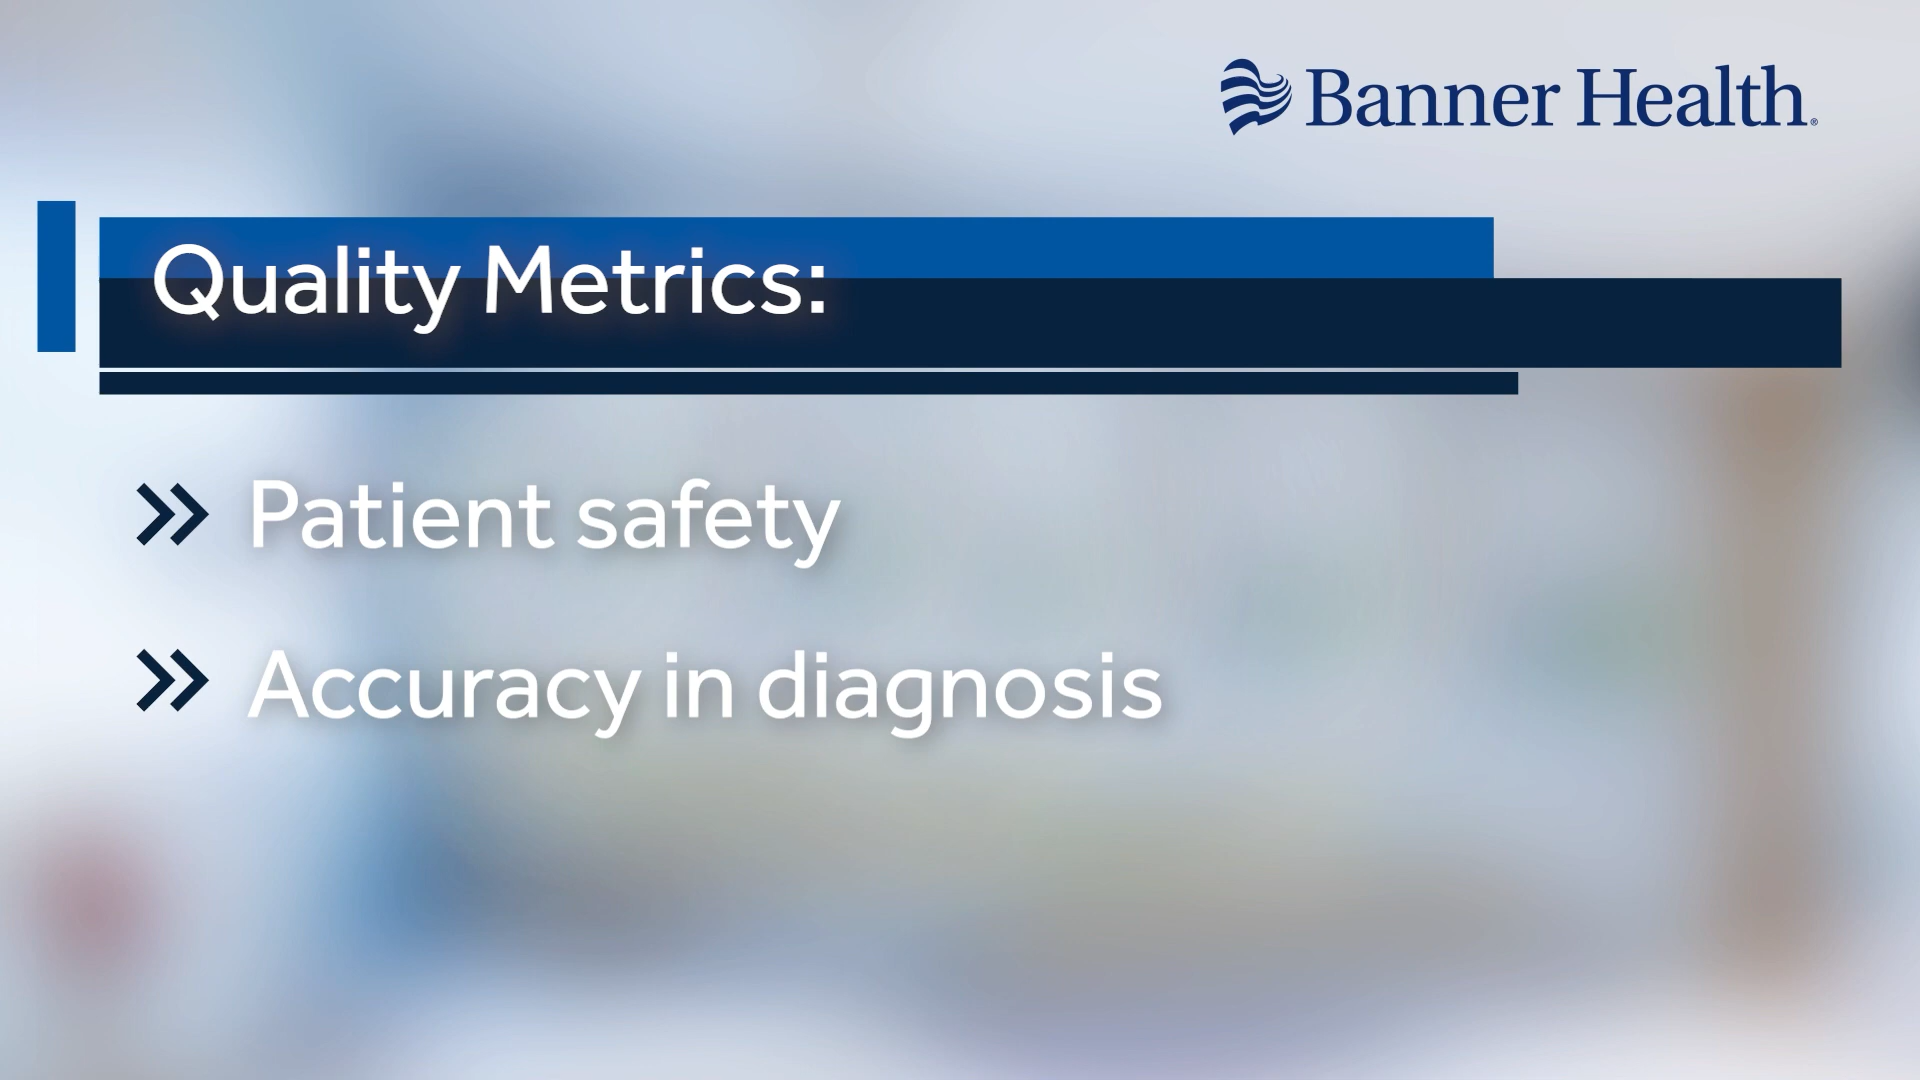 Banner Health®
Quality Metrics:
Patient safety
Accuracy in diagnosis